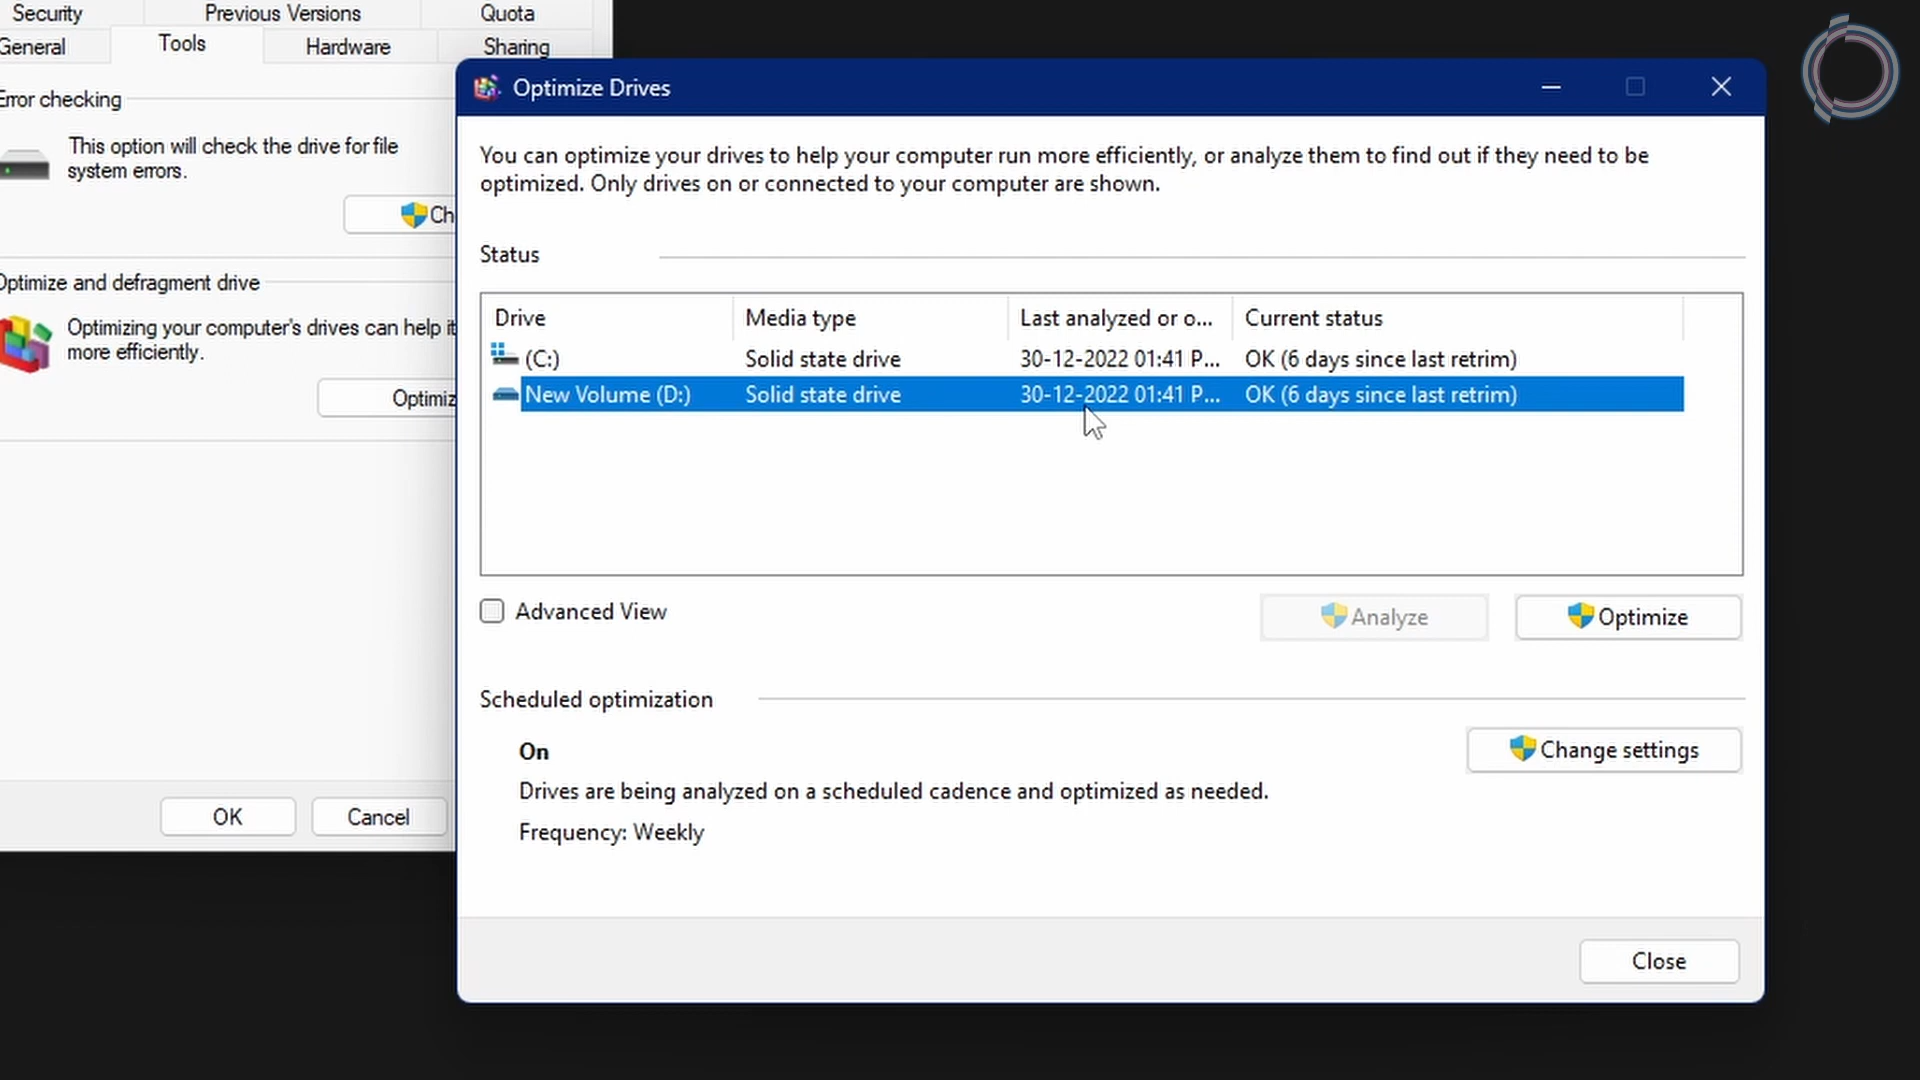 Security Previous Versions Quota
General Tools Hardware Sharing
Error checking
This option will check the drive for file
system errors.
Ch
Optimize and defragment drive
Optimizing your computer's drives can help it
more efficiently.
Optimiz
OK Cancel
Optimize Drives
You can optimize your drives to help your computer run more efficiently, or analyze them to find out if they need to be
optimized. Only drives on or connected to your computer are shown.
Status
Drive Media type Last analyzed or o... Current status
(C:) Solid state drive 30-12-2022 01:41 P... OK (6 days since last retrim)
New Volume (D:) Solid state drive 30-12-2022 01:41 P... OK (6 days since last retrim)
Advanced View Analyze Optimize
Scheduled optimization
On Change settings
Drives are being analyzed on a scheduled cadence and optimized as needed.
Frequency: Weekly
Close